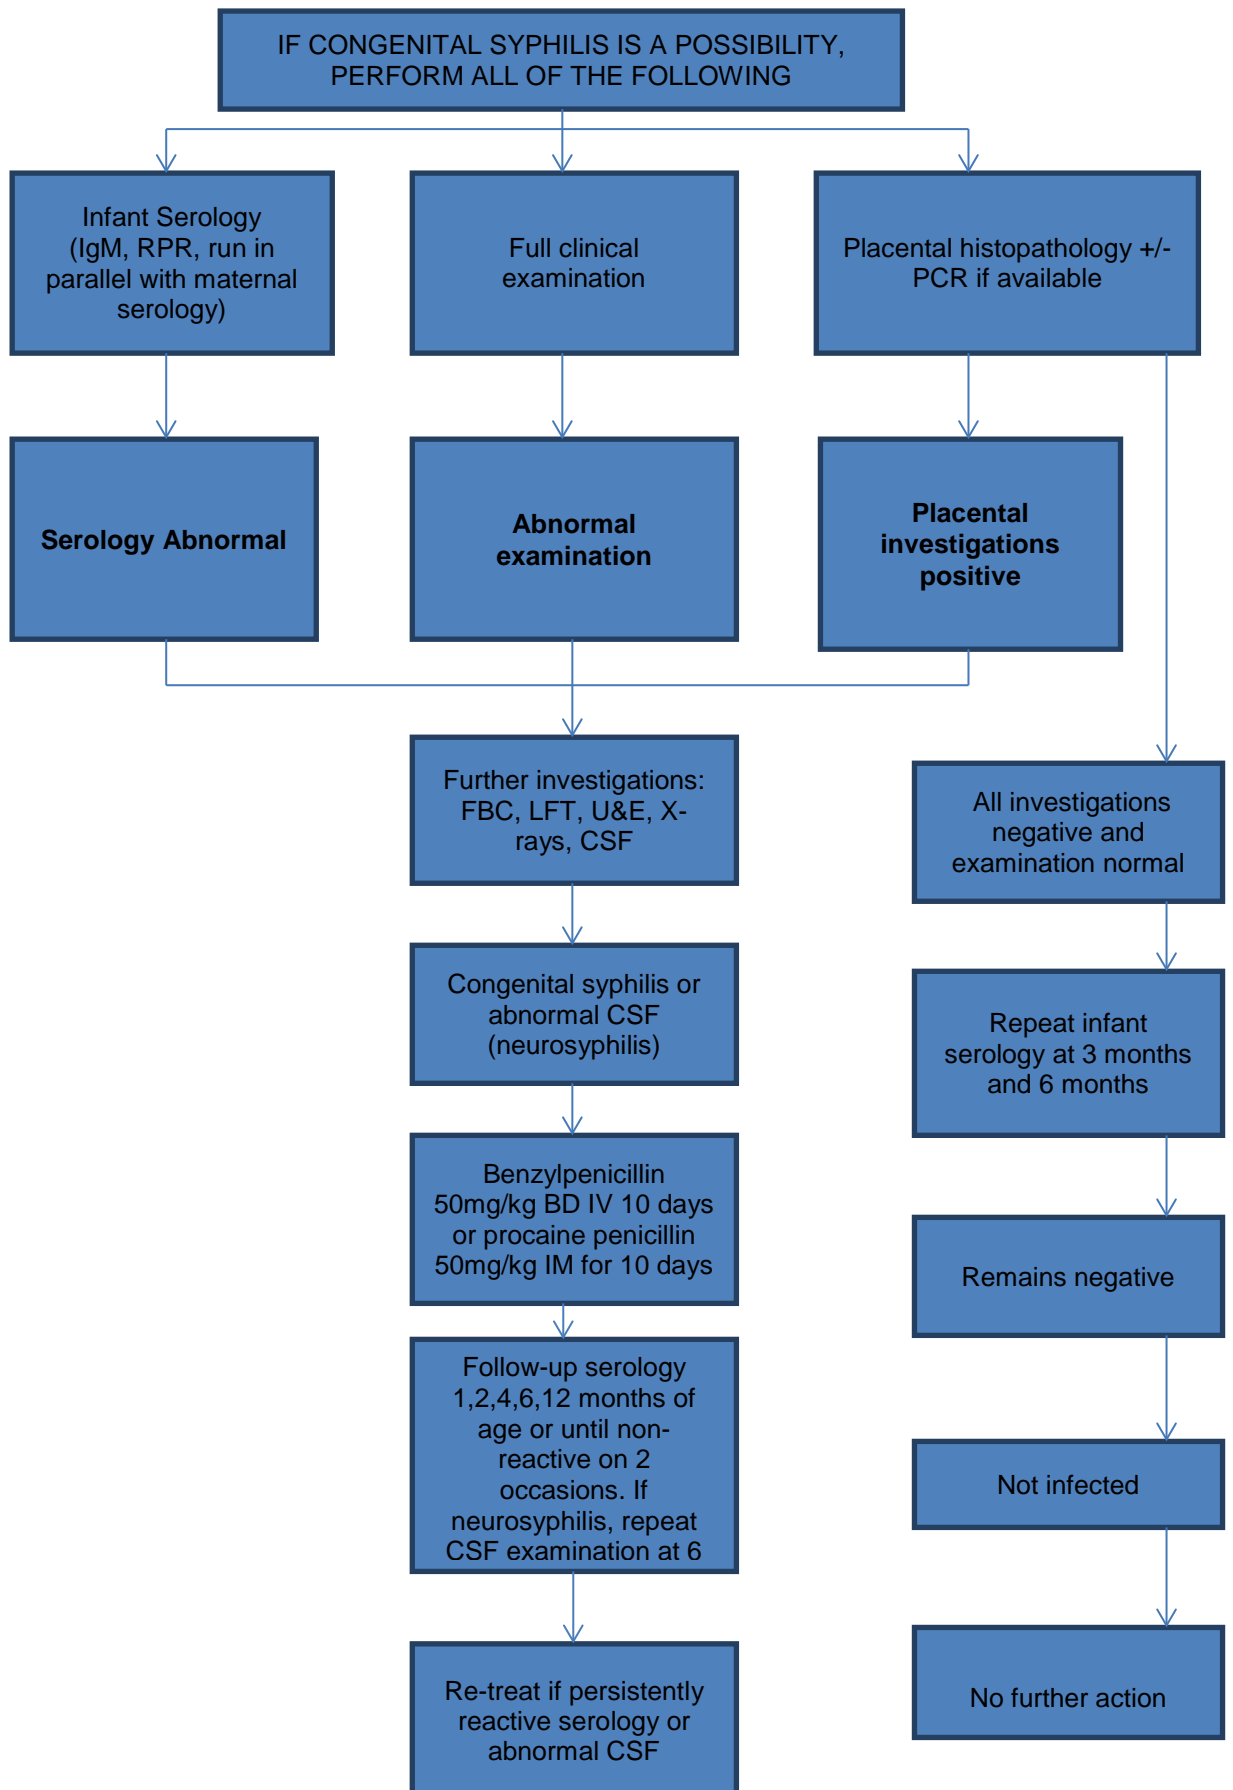 IF CONGENITAL SYPHILIS IS A POSSIBILITY,
PERFORM ALL OF THE FOLLOWING
Infant Serology
(IgM, RPR, run in
parallel with maternal
serology)
Full clinical
examination
Placental histopathology +/-
PCR if available
Serology Abnormal
Abnormal
examination
Placental
investigations
positive
Further investigations:
FBC, LFT, U&E, X-
rays, CSF
All investigations
negative and
examination normal
Congenital syphilis or
abnormal CSF
(neurosyphilis)
Repeat infant
serology at 3 months
and 6 months
Benzylpenicillin
50mg/kg BD IV 10 days
or procaine penicillin
50mg/kg IM for 10 days
Remains negative
Follow-up serology
1,2,4,6,12 months of
age or until non-
reactive on 2
occasions. If
neurosyphilis, repeat
CSF examination at 6
Not infected
Re-treat if persistently
reactive serology or
abnormal CSF
No further action